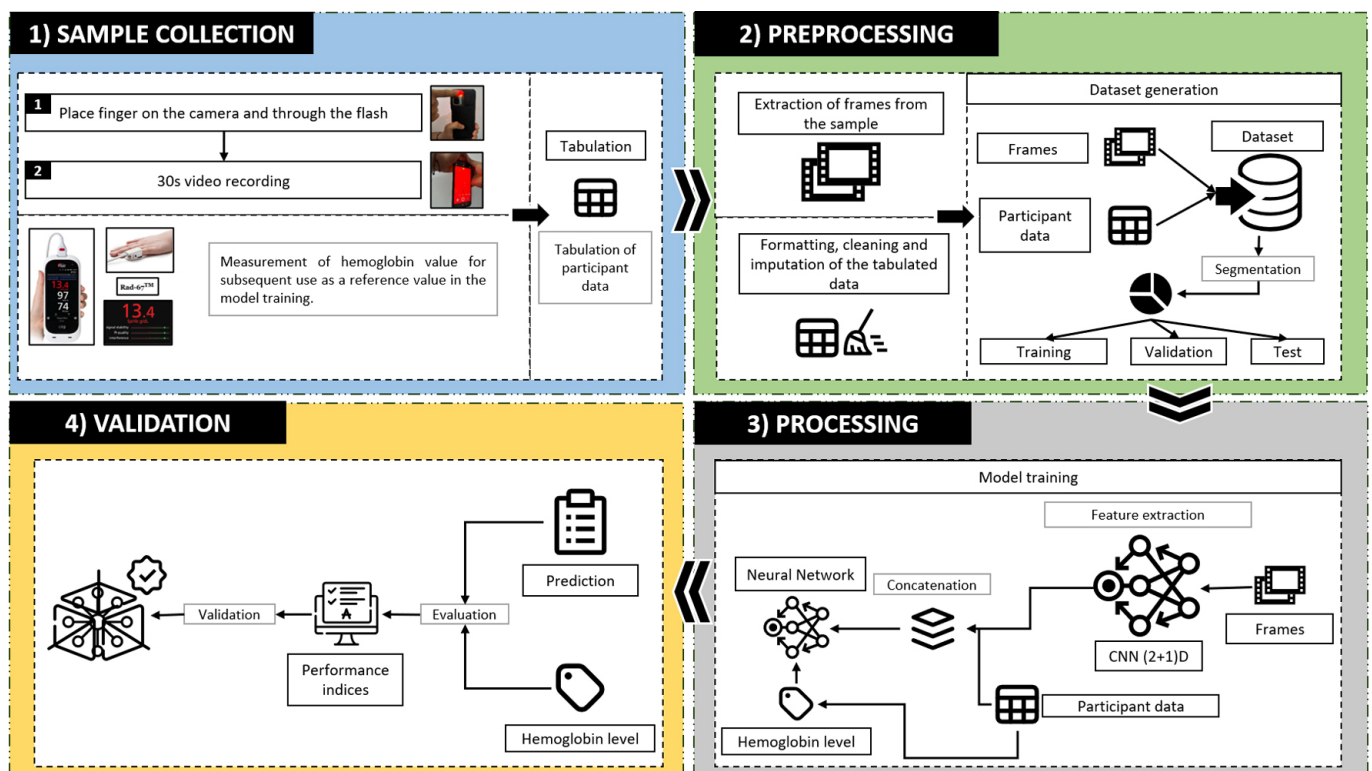 1) SAMPLE COLLECTION
1
Place finger on the camera and through the flash
2
30s video recording
13.4
97
74
Rad-67™
13.4
Measurement of hemoglobin value for
subsequent use as a reference value in the
model training.
Tabulation
Tabulation of
participant
data
2) PREPROCESSING
Extraction of frames from
the sample
Formatting, cleaning and
imputation of the tabulated
data
Dataset generation
Frames
Dataset
Participant
data
Segmentation
Training
Validation
Test
4) VALIDATION
Prediction
Validation
Evaluation
Performance
indices
Hemoglobin level
3) PROCESSING
Model training
Feature extraction
Neural Network
Concatenation
Frames
CNN (2+1)D
Participant data
Hemoglobin level